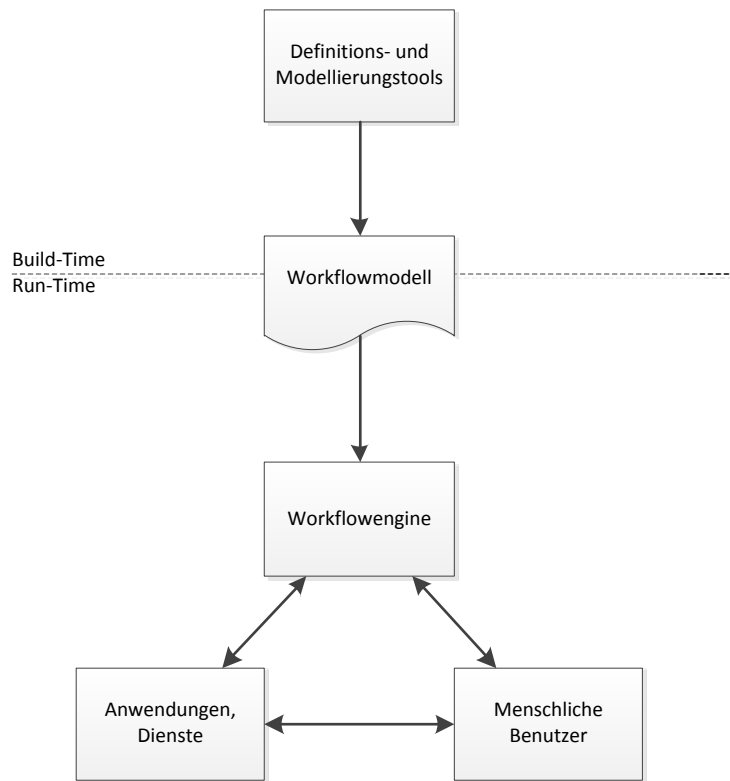 Definitions- und
Modellierungstools
Build-Time
Run-Time
Workflowmodell
Workflowengine
Anwendungen,
Dienste
Menschliche
Benutzer